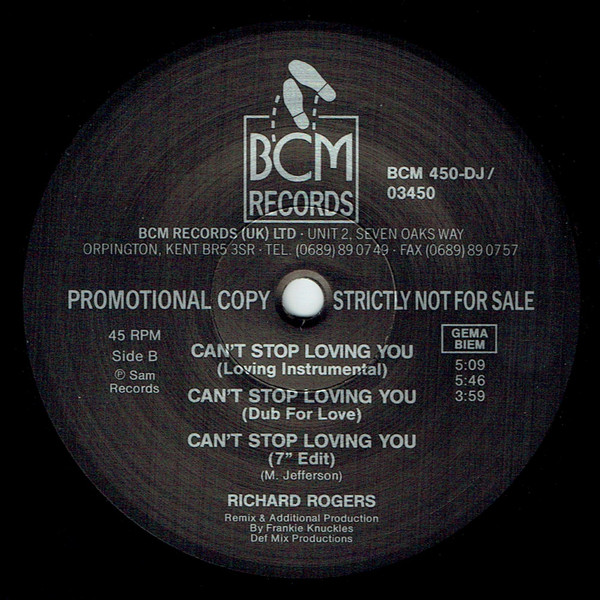 BCM
RECORDS
BCM 450-DJ/
03450
BCM RECORDS (UK) LTD · UNIT 2, SEVEN OAKS WAY
ORPINGTON, KENT BR5 3SR · TEL. (0689) 89 07 49 · FAX (0689) 89 07 57
PROMOTIONAL COPY STRICTLY NOT FOR SALE
45 RPM
Side B
℗ Sam
Records
GEMA
BIEM
5:09
5:46
3:59
CAN'T STOP LOVING YOU
(Loving Instrumental)
CAN'T STOP LOVING YOU
(Dub For Love)
CAN'T STOP LOVING YOU
(7" Edit)
(M. Jefferson)
RICHARD ROGERS
Remix & Additional Production
By Frankie Knuckles
Def Mix Productions